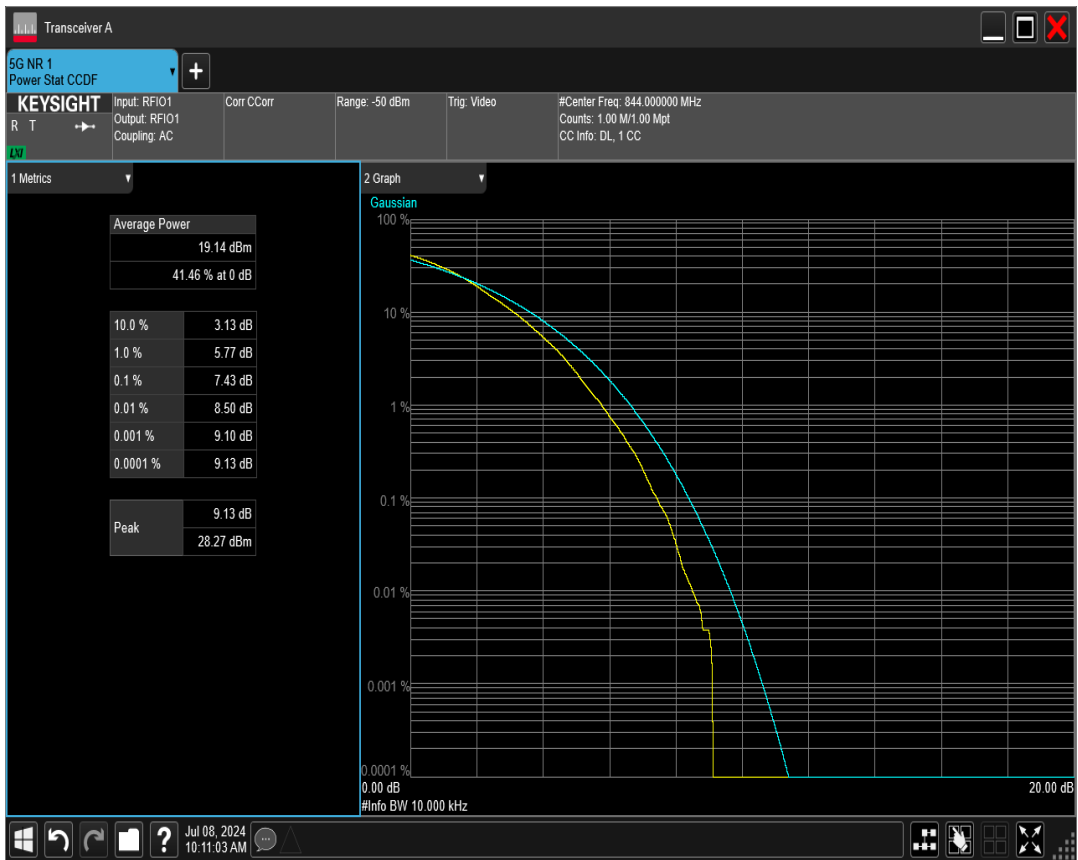 Transceiver A
5G NR 1
Power Stat CCDF
KEYSIGHT
R T
LXI
Input: RFIO1
Output: RFIO1
Coupling: AC
Corr CCorr
Range: -50 dBm
Trig: Video
#Center Freq: 844.000000 MHz
Counts: 1.00 M/1.00 Mpt
CC Info: DL, 1 CC
1 Metrics
Average Power
19.14 dBm
41.46 % at 0 dB
10.0 % 3.13 dB
1.0 % 5.77 dB
0.1 % 7.43 dB
0.01 % 8.50 dB
0.001 % 9.10 dB
0.0001 % 9.13 dB
Peak
9.13 dB
28.27 dBm
2 Graph
Gaussian
100 %
10 %
1 %
0.1 %
0.01 %
0.001 %
0.0001 %
0.00 dB
20.00 dB
#Info BW 10.000 kHz
?
Jul 08, 2024
10:11:03 AM